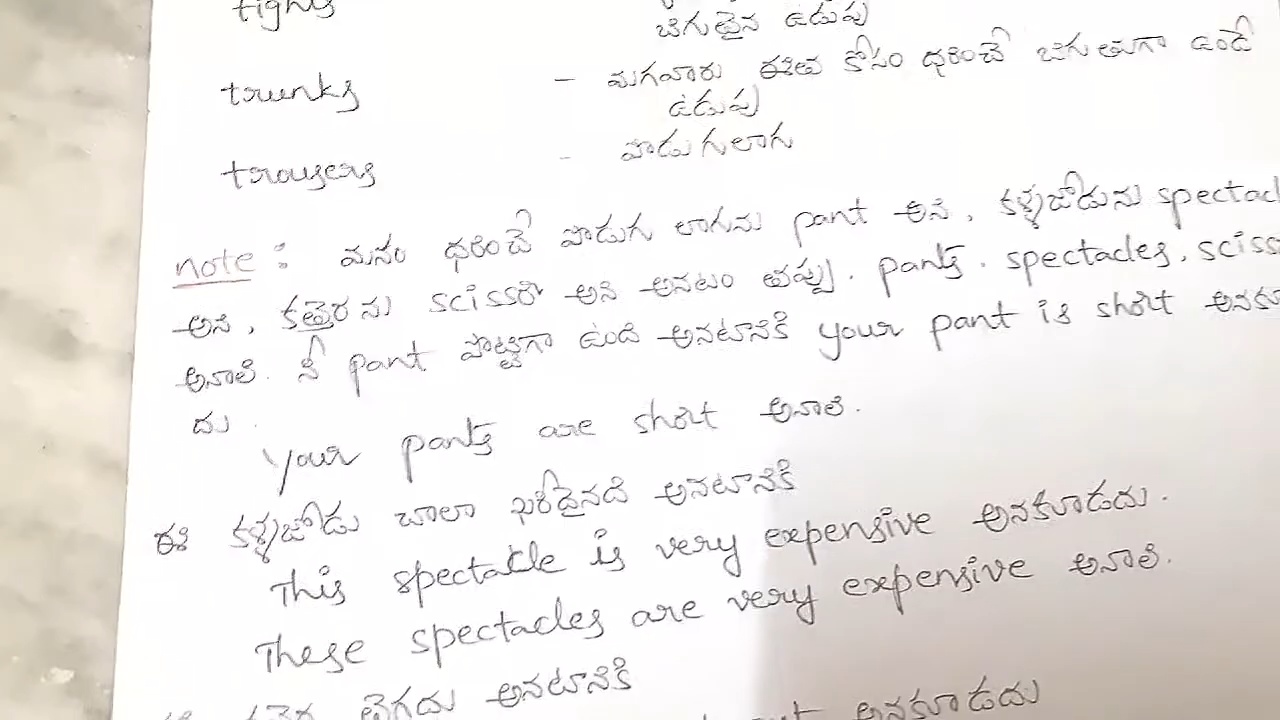 tights
బిగుతైన ఉడుపు
trunks - మగవారు ఈత కోసం ధరించే బిగుతుగా ఉండే
ఉడుపు
trousers - పొడుగులాగు
note : మనం ధరించే పొడుగు లాగును pant అని, కళ్ళజోడును spectacl
అని, కత్తెరను scissor అని అనటం తప్పు. pants. spectacles, sciss
అనాలి. నీ pant పొట్టిగా ఉంది అనటానికి your pant is short అనకూ
దు.
Your pants are short అనాలి.
ఈ కళ్ళజోడు చాలా ఖరీదైనది అనటానికి
This spectacle is very expensive అనకూడదు.
These spectacles are very expensive అనాలి.
తెగదు అనటానికి
అనకూడదు